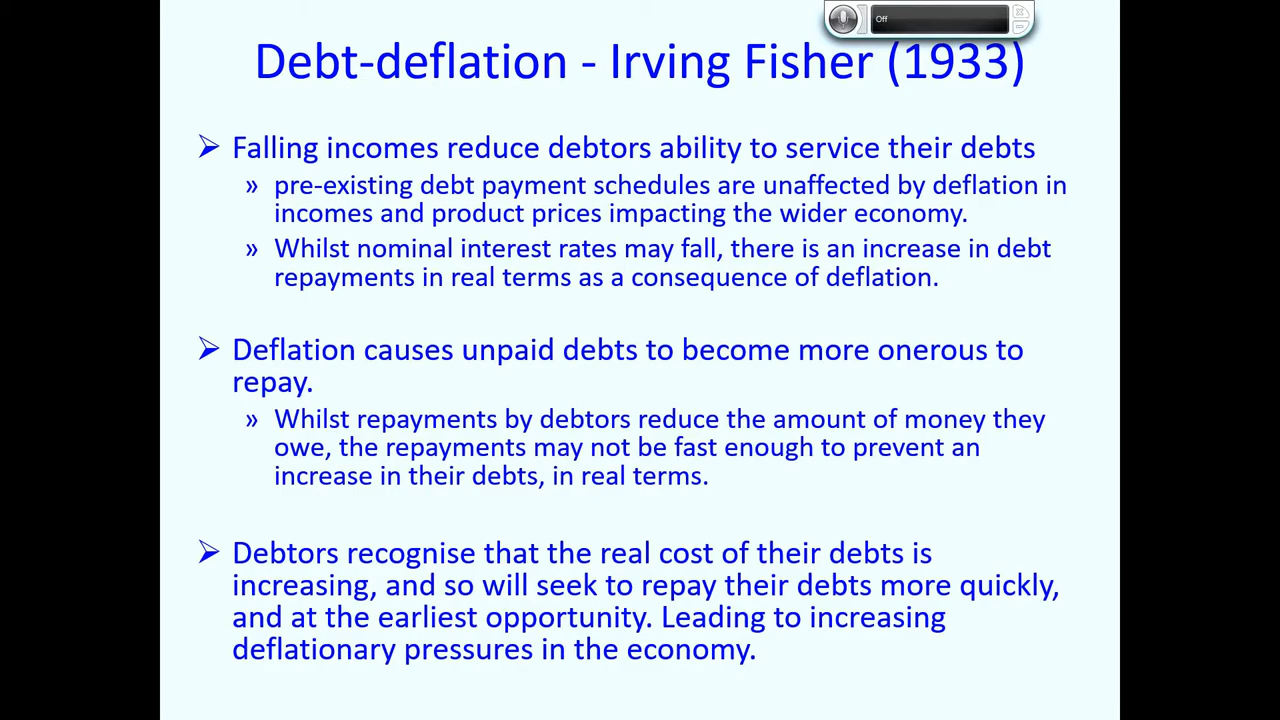 Off
Debt-deflation - Irving Fisher (1933)
➢ Falling incomes reduce debtors ability to service their debts
» pre-existing debt payment schedules are unaffected by deflation in
incomes and product prices impacting the wider economy.
» Whilst nominal interest rates may fall, there is an increase in debt
repayments in real terms as a consequence of deflation.
➢ Deflation causes unpaid debts to become more onerous to
repay.
» Whilst repayments by debtors reduce the amount of money they
owe, the repayments may not be fast enough to prevent an
increase in their debts, in real terms.
➢ Debtors recognise that the real cost of their debts is
increasing, and so will seek to repay their debts more quickly,
and at the earliest opportunity. Leading to increasing
deflationary pressures in the economy.